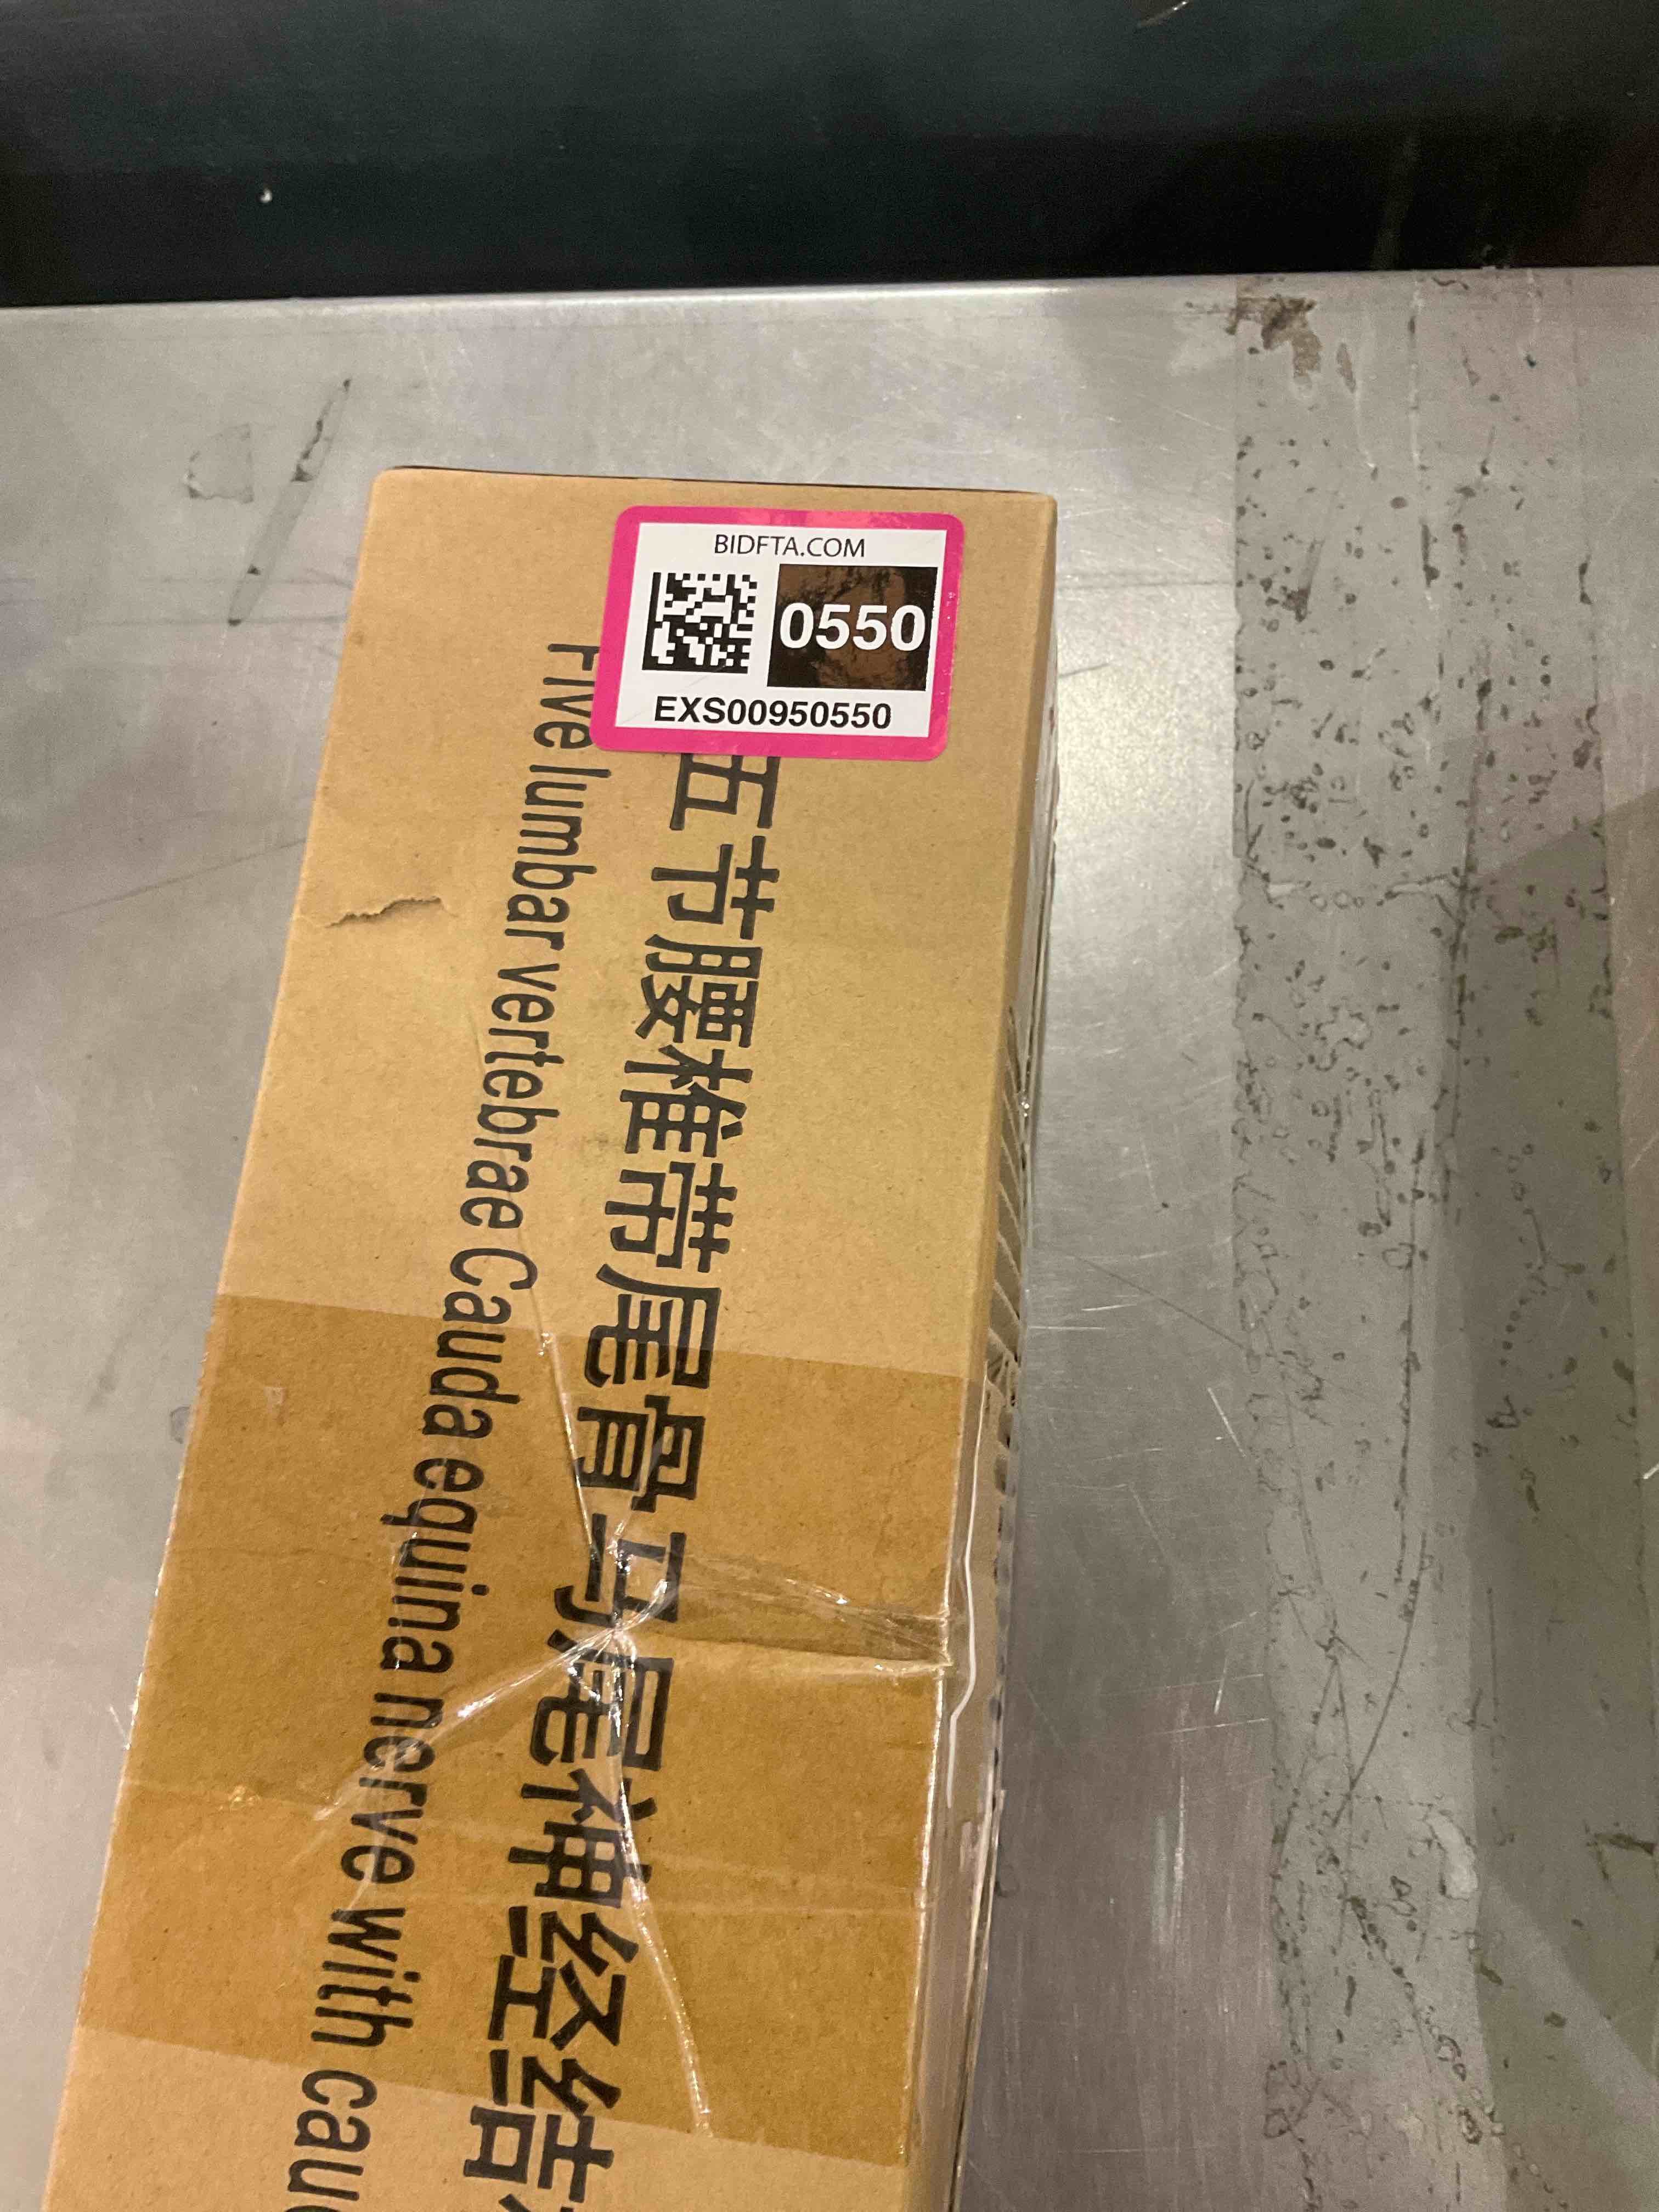 BIDFTA.COM
0550
EXS00950550
五节腰椎带尾骨马尾神经结
Five lumbar vertebrae Cauda equina nerve with